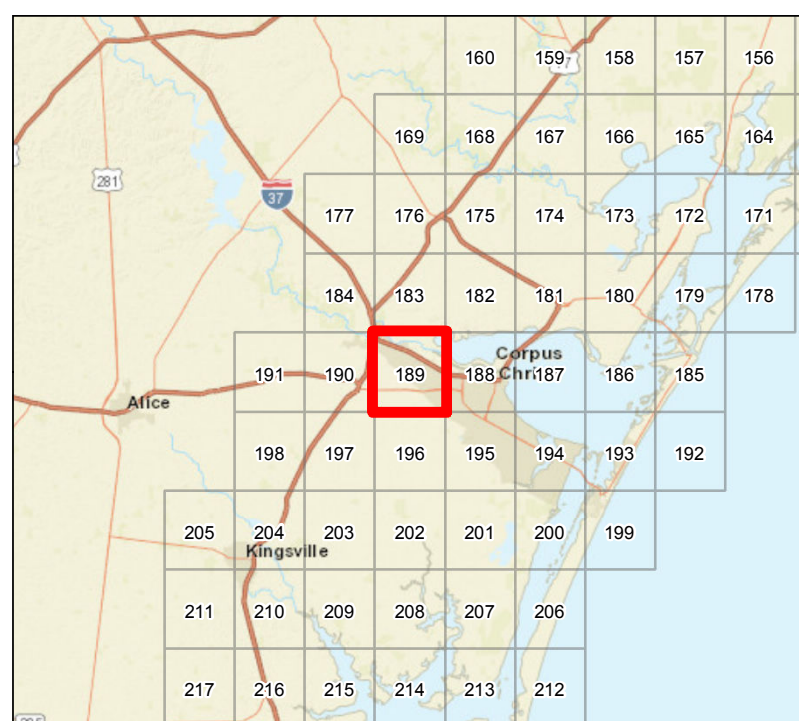 160 159 158 157 156
77
169 168 167 166 165 164
281
37
177 176 175 174 173 172 171
184 183 182 181 180 179 178
Corpus
191 190 189 188 Chri 187 186 185
Alice
198 197 196 195 194 193 192
205 204 203 202 201 200 199
Kingsville
211 210 209 208 207 206
217 216 215 214 213 212